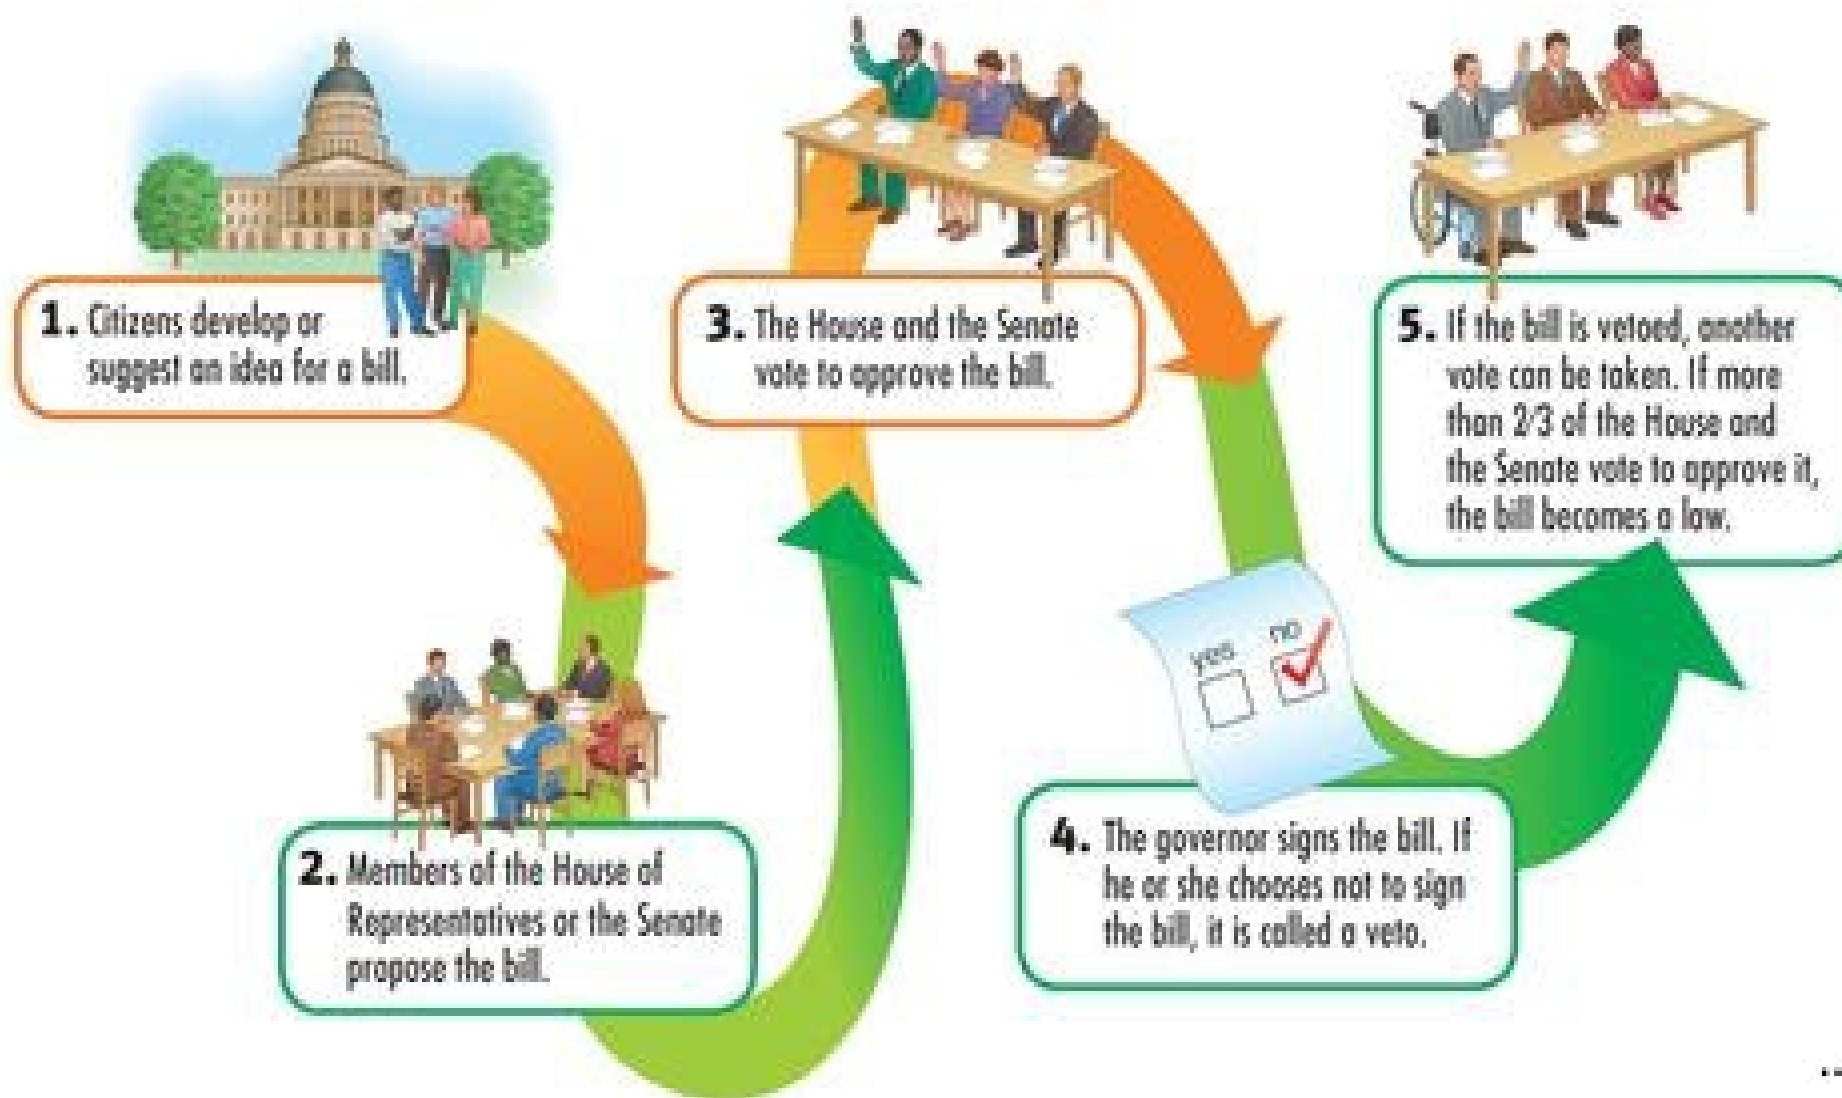 1. Citizens develop or
suggest an idea for a bill.
2. Members of the House of
Representatives or the Senate
propose the bill.
3. The House and the Senate
vote to approve the bill.
yes no
4. The governor signs the bill. If
he or she chooses not to sign
the bill, it is called a veto.
5. If the bill is vetoed, another
vote can be taken. If more
than 2/3 of the House and
the Senate vote to approve it,
the bill becomes a law.
..